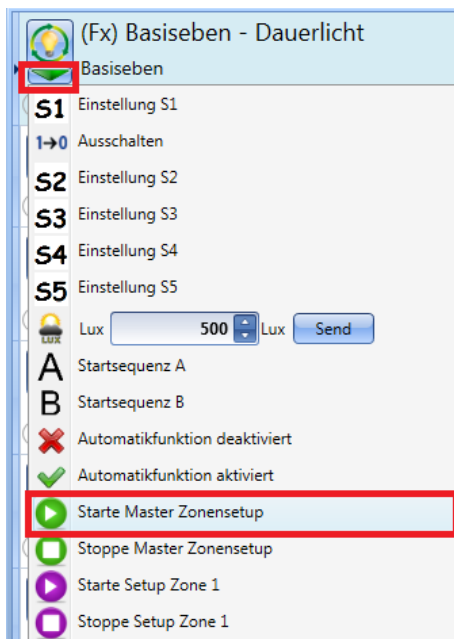 (Fx) Basiseben - Dauerlicht
Basiseben
S1 Einstellung S1
1→0 Ausschalten
S2 Einstellung S2
S3 Einstellung S3
S4 Einstellung S4
S5 Einstellung S5
LUX Lux 500 Lux Send
A Startsequenz A
B Startsequenz B
Automatikfunktion deaktiviert
Automatikfunktion aktiviert
Starte Master Zonensetup
Stoppe Master Zonensetup
Starte Setup Zone 1
Stoppe Setup Zone 1